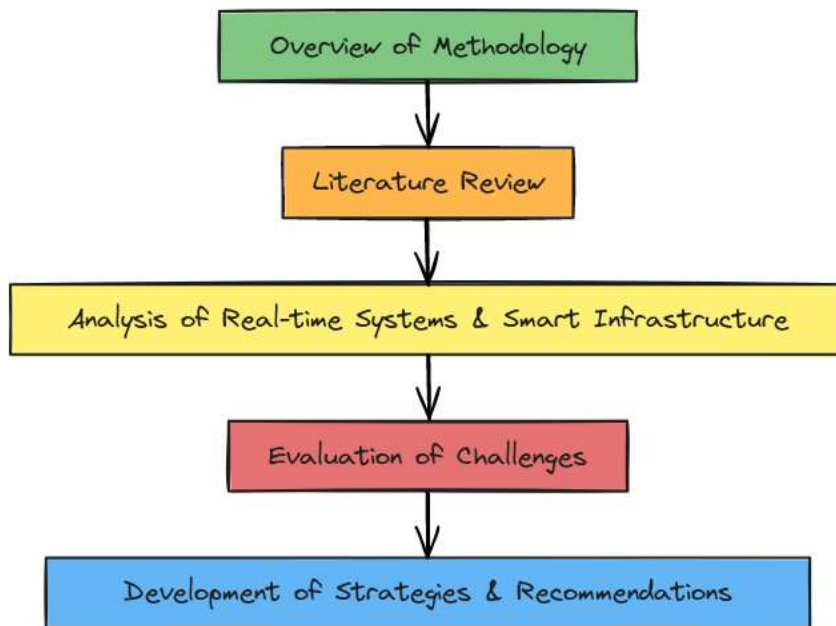 Overview of Methodology
Literature Review
Analysis of Real-time Systems & Smart Infrastructure
Evaluation of Challenges
Development of Strategies & Recommendations